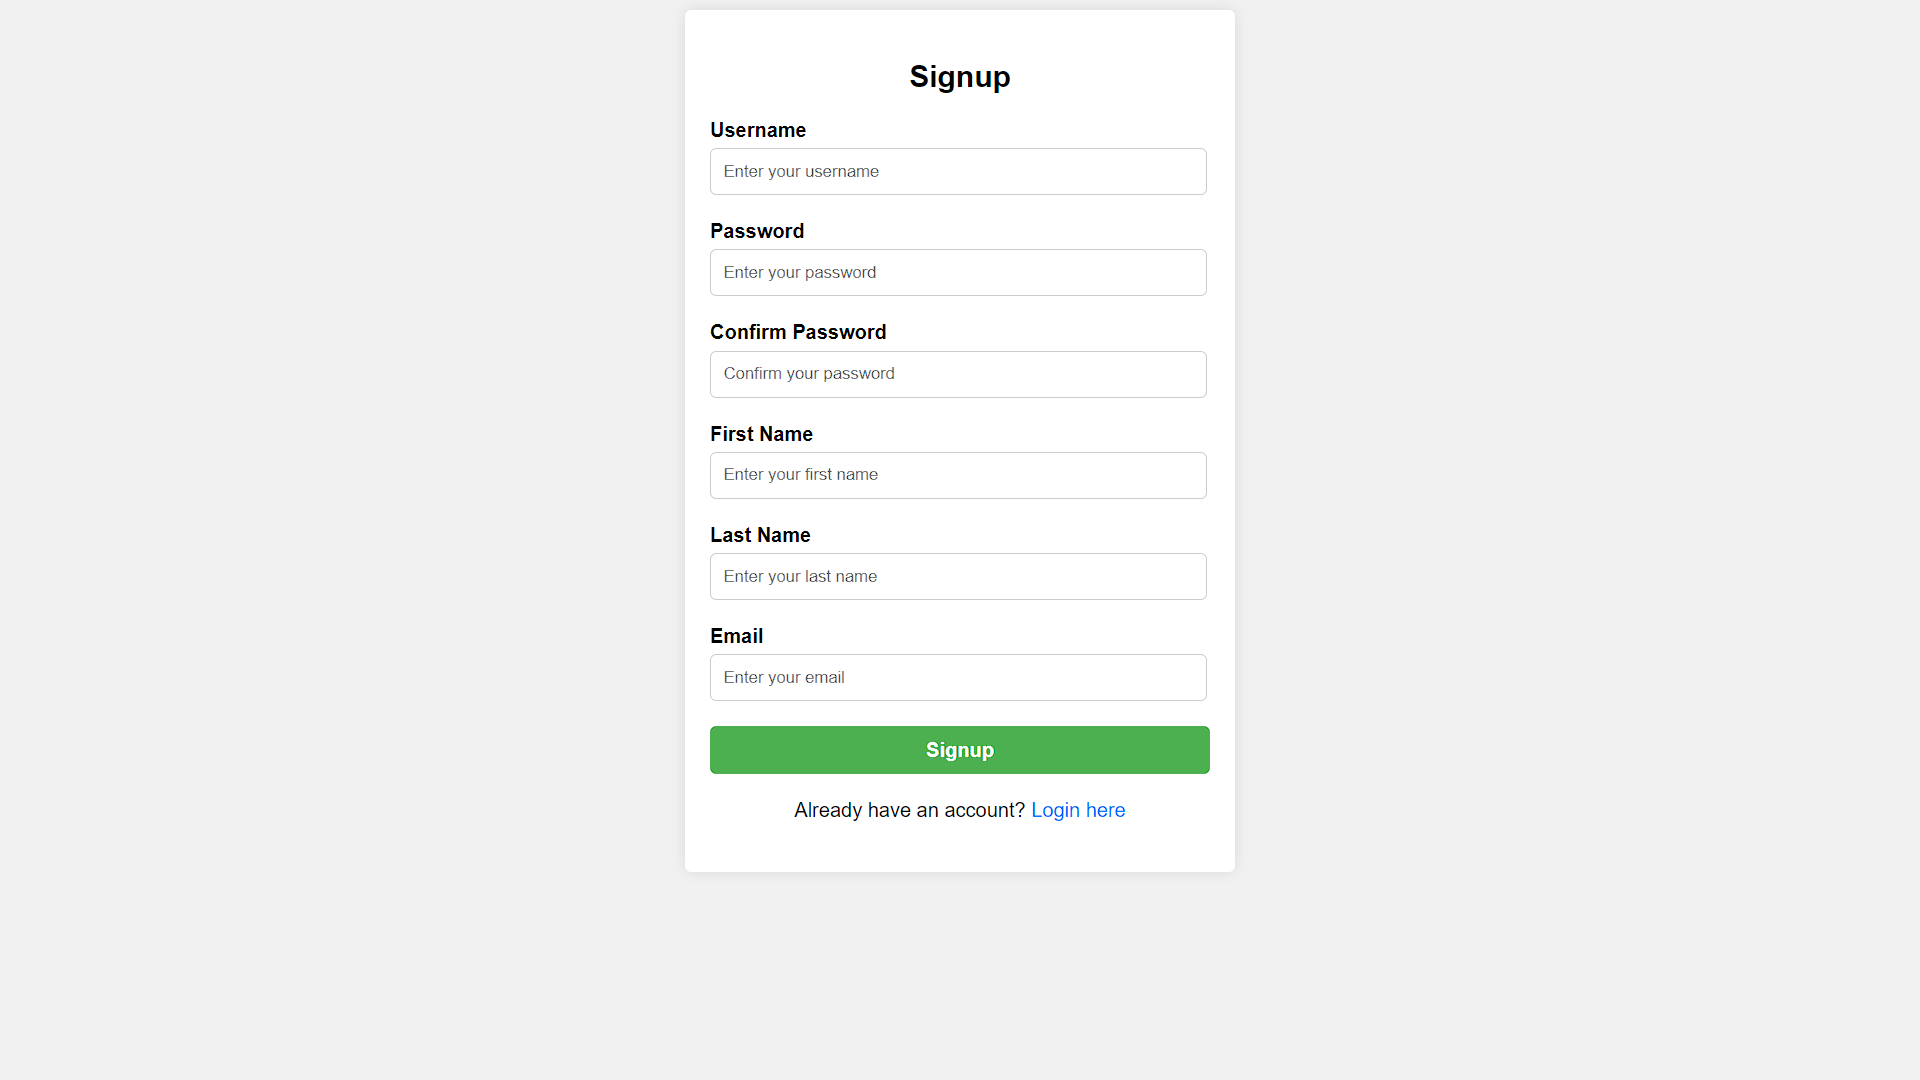 Signup
Username
Enter your username
Password
Enter your password
Confirm Password
Confirm your password
First Name
Enter your first name
Last Name
Enter your last name
Email
Enter your email
Signup
Already have an account? Login here